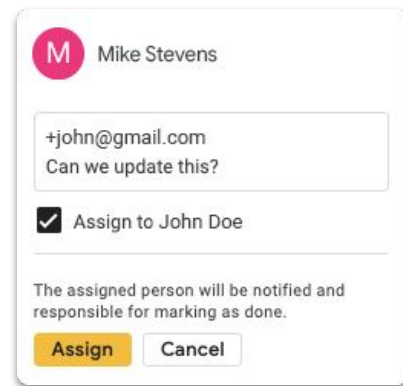 M
Mike Stevens
+john@gmail.com
Can we update this?
Assign to John Doe
The assigned person will be notified and
responsible for marking as done.
Assign
Cancel